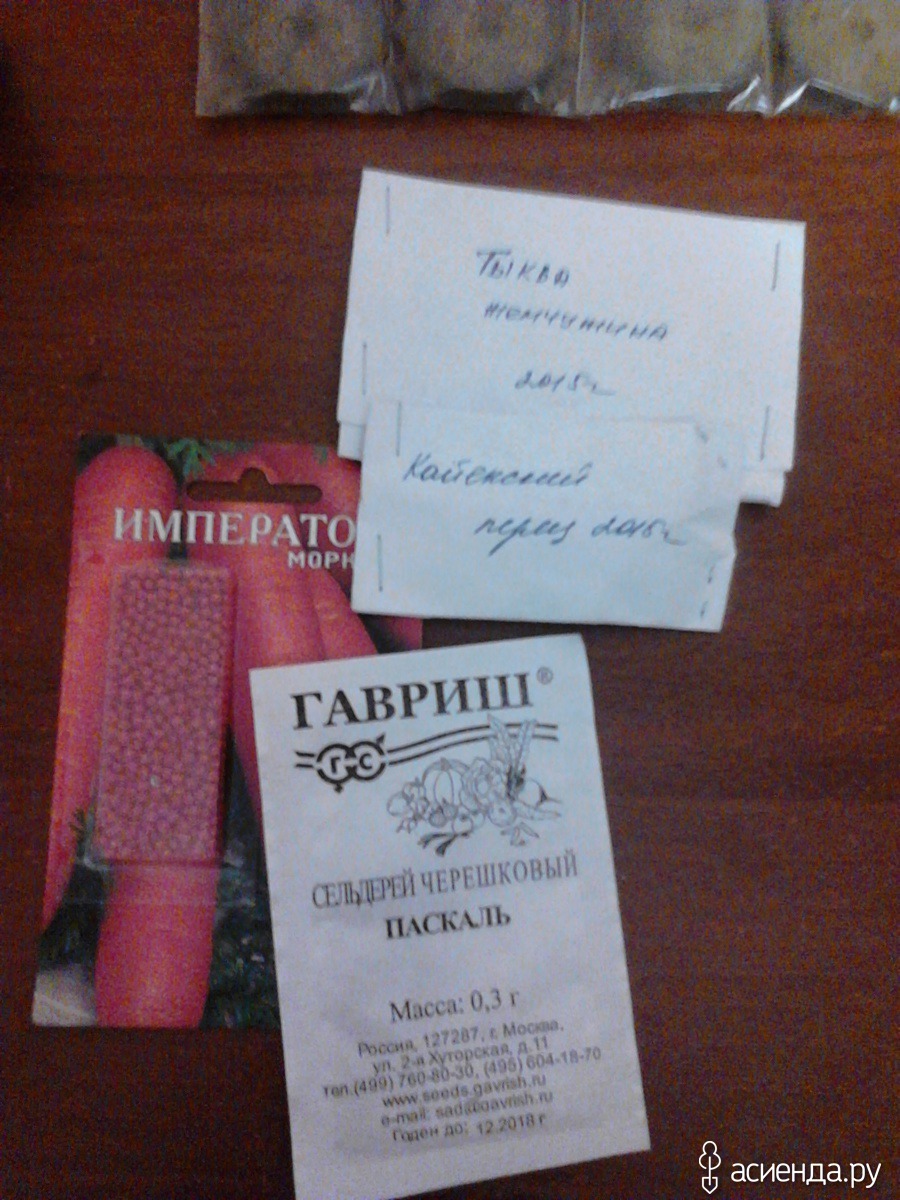 Тыква
жемчужина
2015г
Кайенский
перец 2015г
ИМПЕРАТО
МОРК
ГАВРИШ®
Г-С
СЕЛЬДЕРЕЙ ЧЕРЕШКОВЫЙ
ПАСКАЛЬ
Масса: 0,3 г
Россия, 127287, г. Москва,
ул. 2-я Хуторская, д.11
тел.(499) 760-80-30, (495) 604-18-70
www.seeds.gavrish.ru
e-mail: sad@gavrish.ru
Годен до: 12.2018 г
асиенда.ру